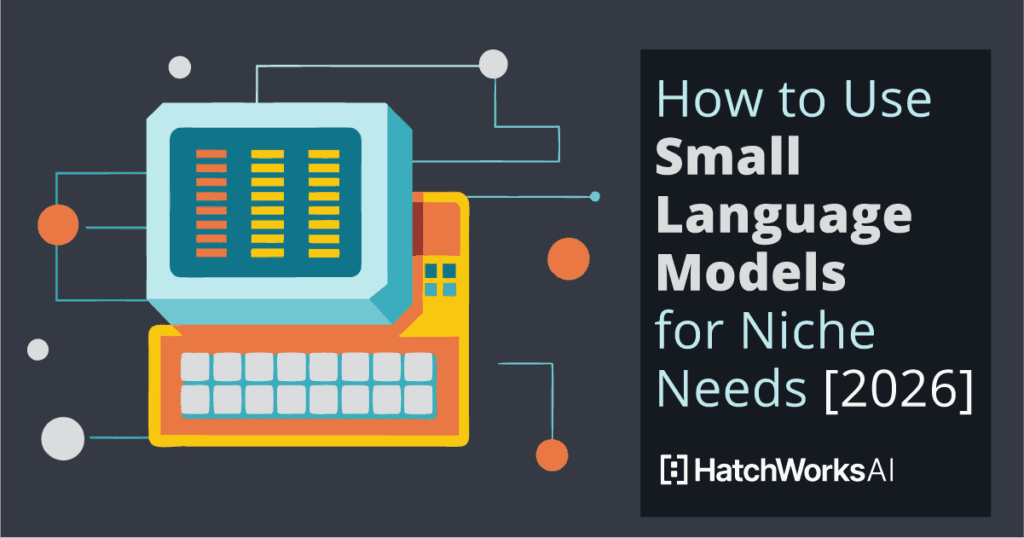 How to Use
Small
Language
Models
for Niche
Needs [2026]
HatchWorksAI